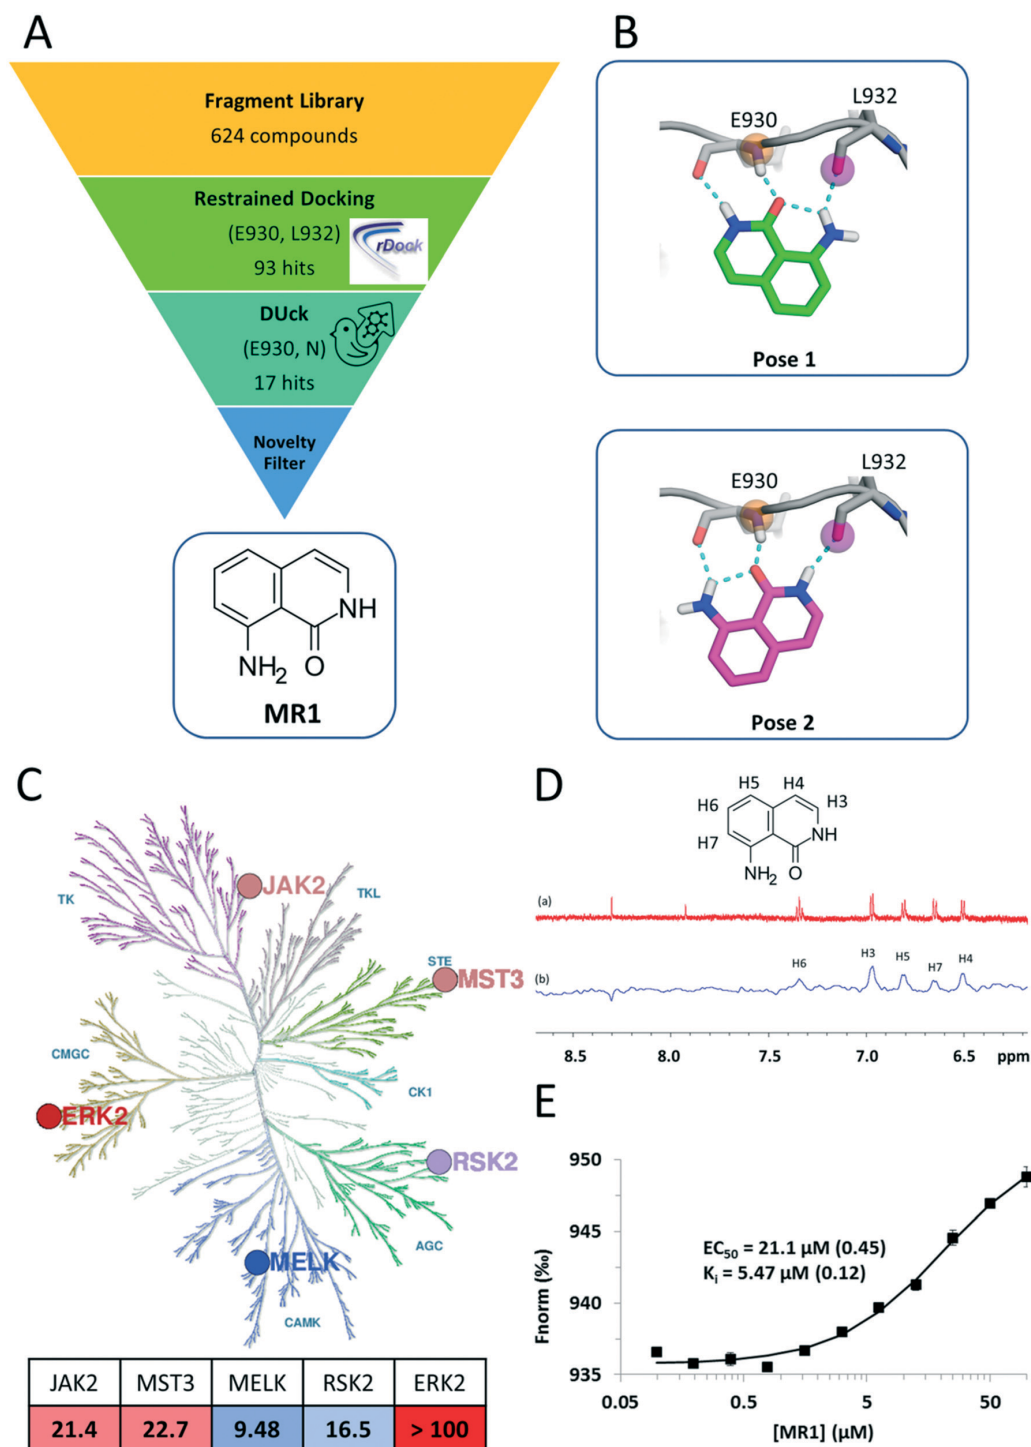 A
Fragment Library
624 compounds
Restrained Docking
(E930, L932)
93 hits
rDock
DUck
(E930, N)
17 hits
Novelty
Filter
NH
NH₂
O
MR1
B
E930
L932
Pose 1
E930
L932
Pose 2
C
TK
JAK2
TKL
STE
MST3
CMGC
CK1
ERK2
RSK2
AGC
MELK
CAMK
JAK2 MST3 MELK RSK2 ERK2
21.4 22.7 9.48 16.5 > 100
D
H5 H4
H6 H3
H7 NH
NH₂ O
(a)
(b)
H6 H3 H5 H7 H4
8.5 8.0 7.5 7.0 6.5 ppm
E
950
945
940
935
Fnorm (‰)
EC₅₀ = 21.1 µM (0.45)
Kᵢ = 5.47 µM (0.12)
0.05 0.5 5 50
[MR1] (µM)